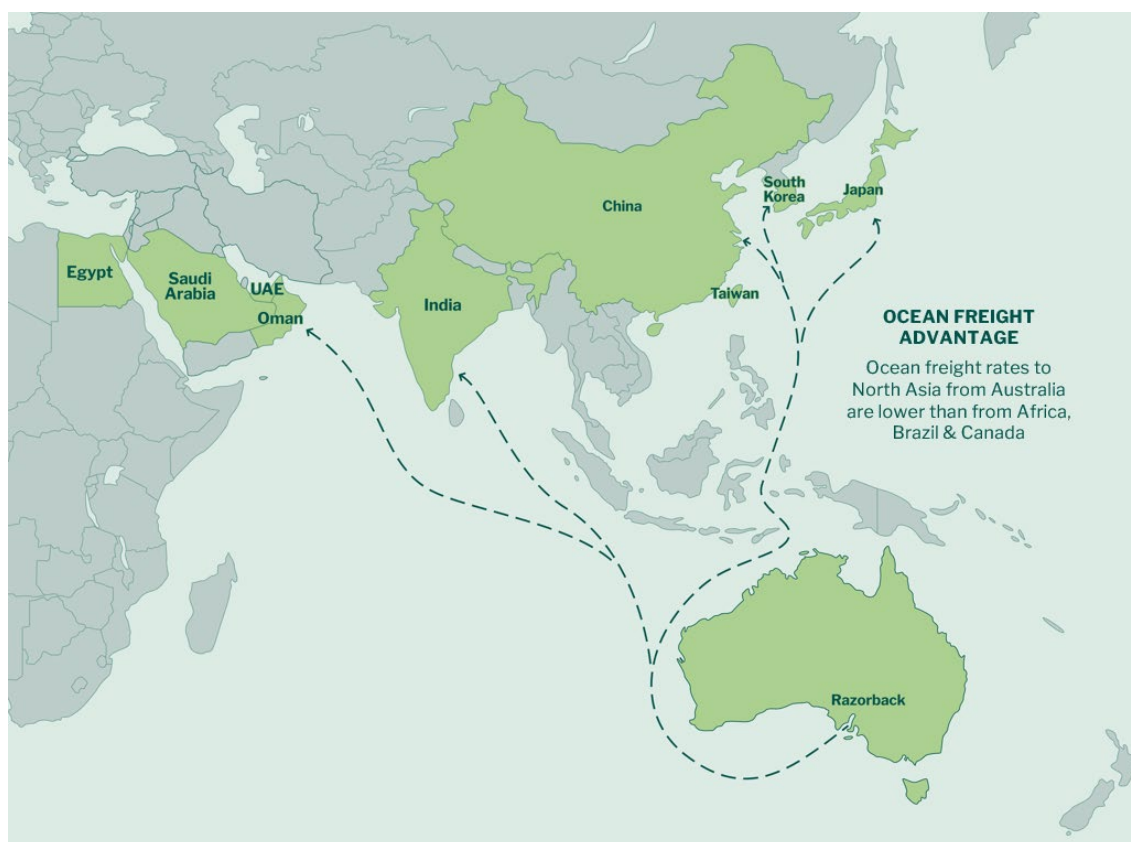 South
Korea
Japan
China
Egypt
Saudi
Arabia
UAE
Oman
India
Taiwan
OCEAN FREIGHT
ADVANTAGE
Ocean freight rates to
North Asia from Australia
are lower than from Africa,
Brazil & Canada
Razorback